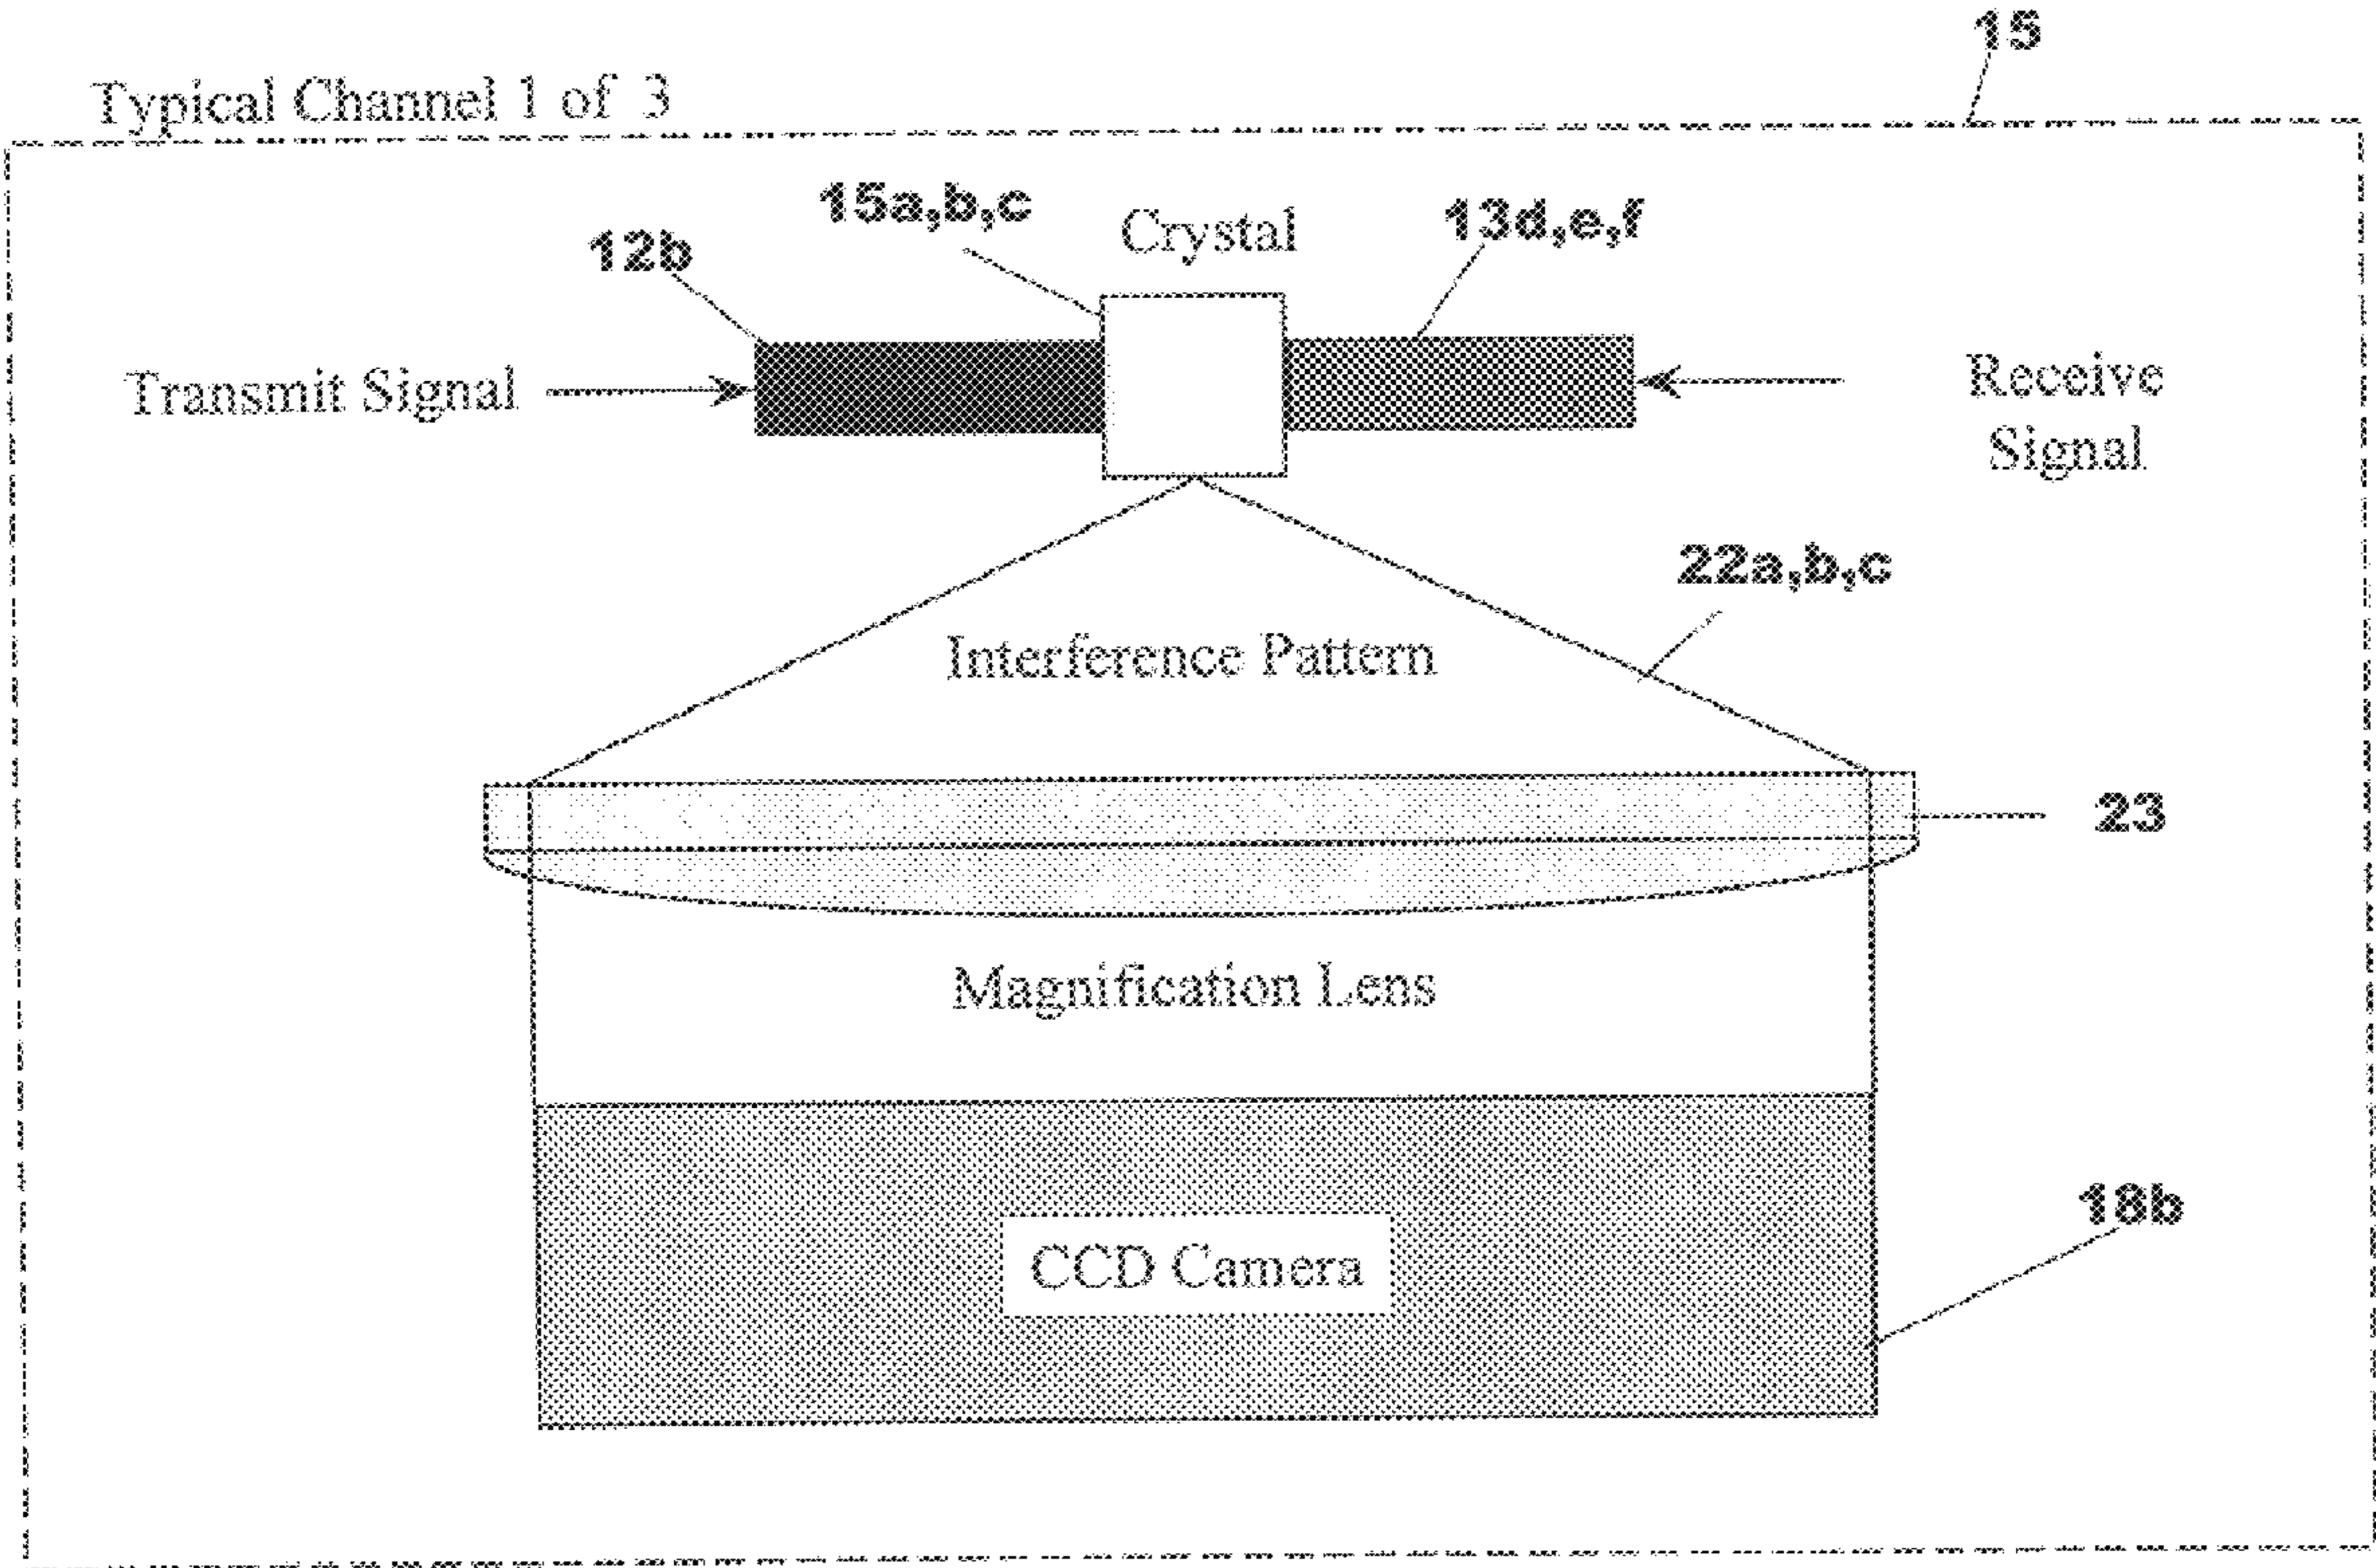 15
Typical Channel 1 of 3
15a,b,c
Crystal
13d,e,f
12b
Transmit Signal
Receive
Signal
22a,b,c
Interference Pattern
23
Magnification Lens
18b
CCD Camera